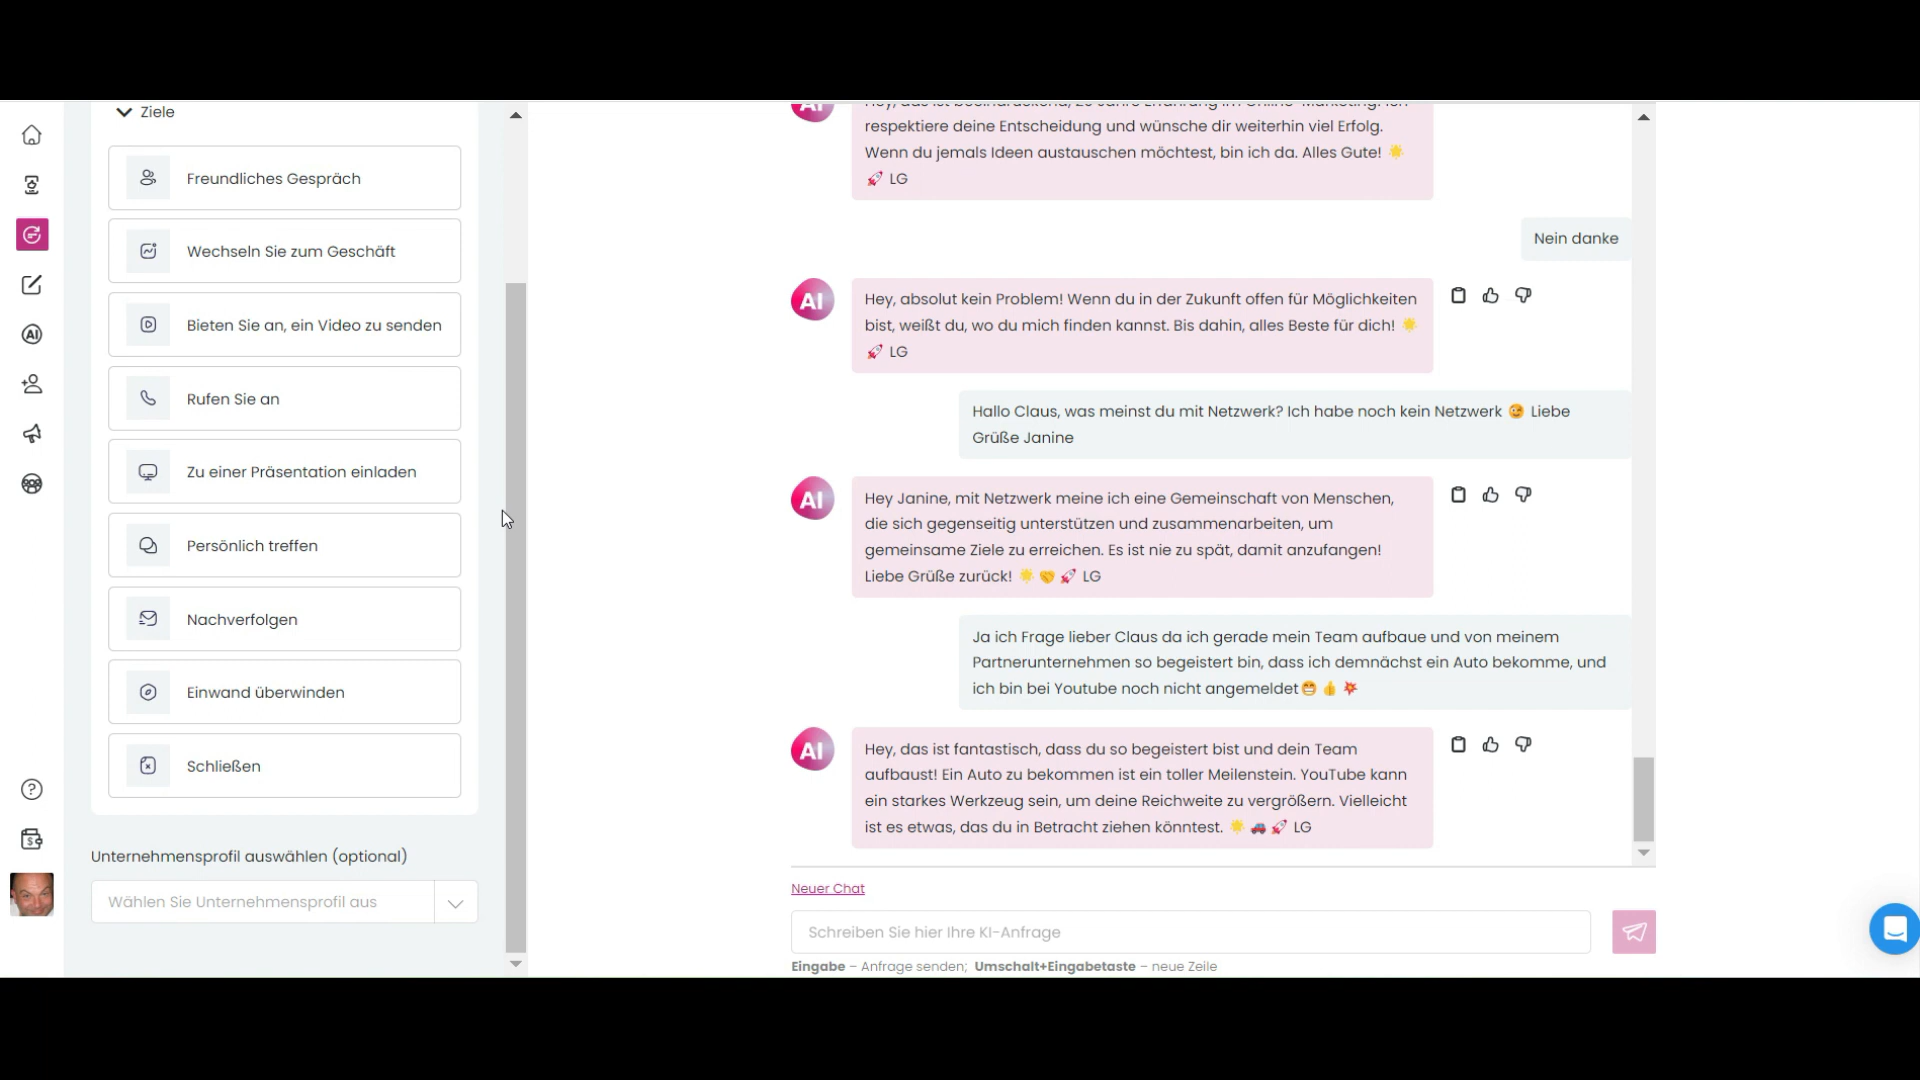 Ziele
Freundliches Gespräch
Wechseln Sie zum Geschäft
Bieten Sie an, ein Video zu senden
Rufen Sie an
Zu einer Präsentation einladen
Persönlich treffen
Nachverfolgen
Einwand überwinden
Schließen
Unternehmensprofil auswählen (optional)
Wählen Sie Unternehmensprofil aus
AI
respektiere deine Entscheidung und wünsche dir weiterhin viel Erfolg.
Wenn du jemals Ideen austauschen möchtest, bin ich da. Alles Gute! 🌟
🚀 LG
Nein danke
AI
Hey, absolut kein Problem! Wenn du in der Zukunft offen für Möglichkeiten
bist, weißt du, wo du mich finden kannst. Bis dahin, alles Beste für dich! 🌟
🚀 LG
Hallo Claus, was meinst du mit Netzwerk? Ich habe noch kein Netzwerk 😉 Liebe
Grüße Janine
AI
Hey Janine, mit Netzwerk meine ich eine Gemeinschaft von Menschen,
die sich gegenseitig unterstützen und zusammenarbeiten, um
gemeinsame Ziele zu erreichen. Es ist nie zu spät, damit anzufangen!
Liebe Grüße zurück! 🌟 🤝 🚀 LG
Ja ich Frage lieber Claus da ich gerade mein Team aufbaue und von meinem
Partnerunternehmen so begeistert bin, dass ich demnächst ein Auto bekomme, und
ich bin bei Youtube noch nicht angemeldet😁 👍 💥
AI
Hey, das ist fantastisch, dass du so begeistert bist und dein Team
aufbaust! Ein Auto zu bekommen ist ein toller Meilenstein. YouTube kann
ein starkes Werkzeug sein, um deine Reichweite zu vergrößern. Vielleicht
ist es etwas, das du in Betracht ziehen könntest. 🌟 🚗 🚀 LG
Neuer Chat
Schreiben Sie hier Ihre KI-Anfrage
Eingabe – Anfrage senden; Umschalt+Eingabetaste – neue Zeile